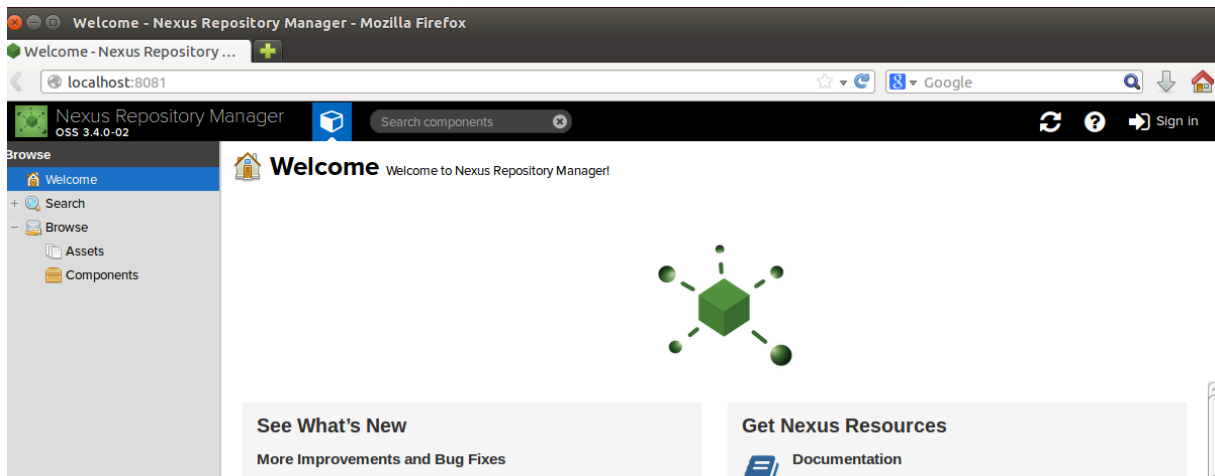 Welcome - Nexus Repository Manager - Mozilla Firefox
Welcome - Nexus Repository ...
localhost:8081
Google
Nexus Repository Manager
OSS 3.4.0-02
Search components
Sign in
Browse
Welcome
Search
Browse
Assets
Components
Welcome Welcome to Nexus Repository Manager!
See What's New
More Improvements and Bug Fixes
Get Nexus Resources
Documentation